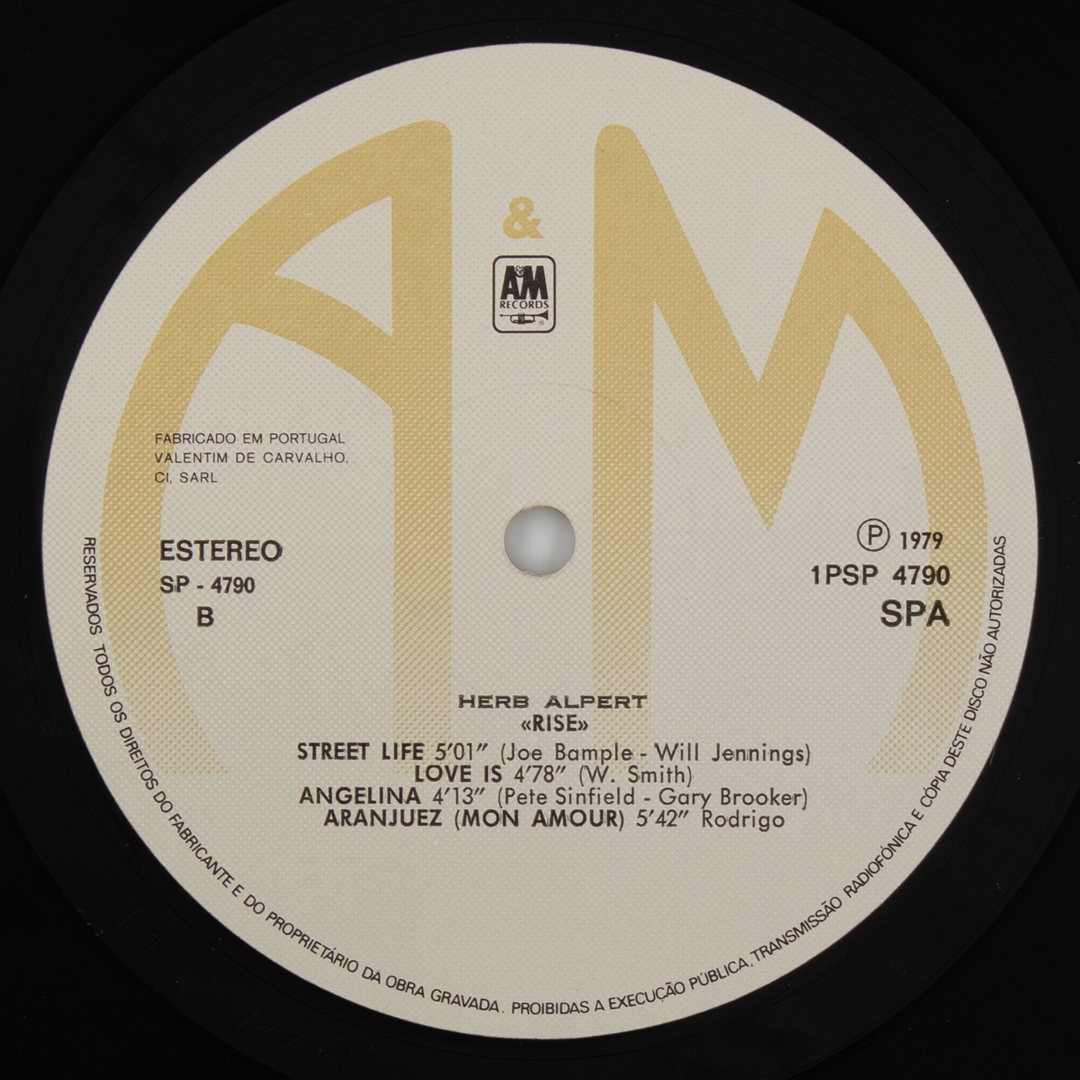 A & M
A&M
RECORDS
®
FABRICADO EM PORTUGAL
VALENTIM DE CARVALHO,
CI, SARL
ESTEREO
SP - 4790
B
Ⓟ 1979
1PSP 4790
SPA
HERB ALPERT
«RISE»
STREET LIFE 5'01" (Joe Bample - Will Jennings)
LOVE IS 4'78" (W. Smith)
ANGELINA 4'13" (Pete Sinfield - Gary Brooker)
ARANJUEZ (MON AMOUR) 5'42" Rodrigo
RESERVADOS TODOS OS DIREITOS DO FABRICANTE E DO PROPRIETÁRIO DA OBRA GRAVADA. PROIBIDAS A EXECUÇÃO PÚBLICA, TRANSMISSÃO RADIOFÓNICA E CÓPIA DESTE DISCO NÃO AUTORIZADAS